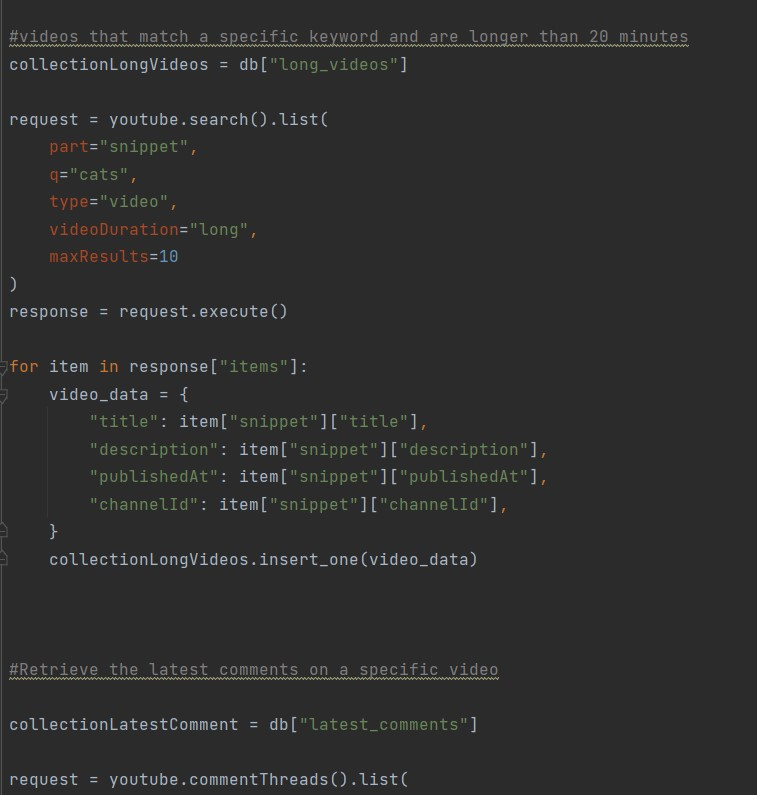 #videos that match a specific keyword and are longer than 20 minutes
collectionLongVideos = db["long_videos"]
request = youtube.search().list(
    part="snippet",
    q="cats",
    type="video",
    videoDuration="long",
    maxResults=10
)
response = request.execute()
for item in response["items"]:
    video_data = {
        "title": item["snippet"]["title"],
        "description": item["snippet"]["description"],
        "publishedAt": item["snippet"]["publishedAt"],
        "channelId": item["snippet"]["channelId"],
    }
    collectionLongVideos.insert_one(video_data)
#Retrieve the latest comments on a specific video
collectionLatestComment = db["latest_comments"]
request = youtube.commentThreads().list(